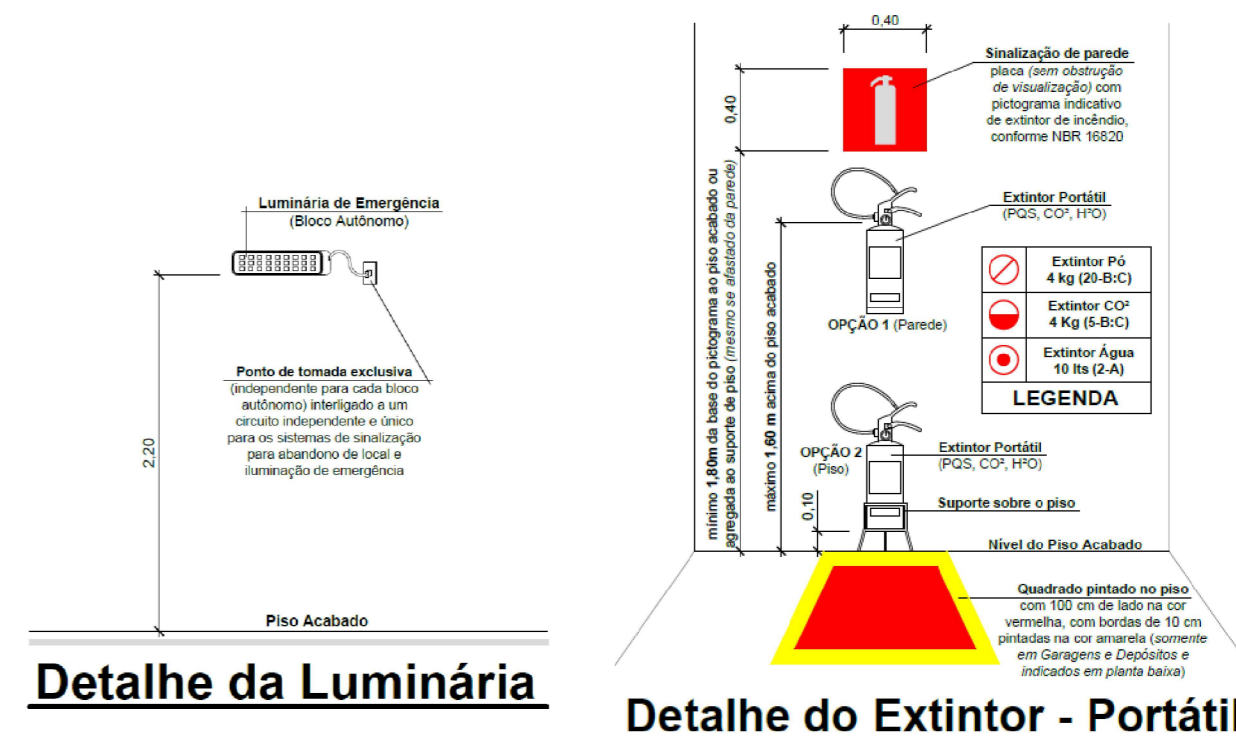 Luminária de Emergência
(Bloco Autônomo)
Ponto de tomada exclusiva
(independente para cada bloco
autônomo) interligado a um
circuito independente e único
para os sistemas de sinalização
para abandono de local e
iluminação de emergência
2,20
Piso Acabado
Detalhe da Luminária
0,40
0,40
Sinalização de parede
placa (sem obstrução
de visualização) com
pictograma indicativo
de extintor de incêndio,
conforme NBR 16820
mínimo 1,80m da base do pictograma ao piso acabado ou
agregada ao suporte de piso (mesmo se afastado da parede)
máximo 1,60 m acima do piso acabado
Extintor Portátil
(PQS, CO², H²O)
OPÇÃO 1 (Parede)
Extintor Pó
4 kg (20-B:C)
Extintor CO²
4 Kg (5-B:C)
Extintor Água
10 lts (2-A)
LEGENDA
OPÇÃO 2
(Piso)
Extintor Portátil
(PQS, CO², H²O)
0,10
Suporte sobre o piso
Nível do Piso Acabado
Quadrado pintado no piso
com 100 cm de lado na cor
vermelha, com bordas de 10 cm
pintadas na cor amarela (somente
em Garagens e Depósitos e
indicados em planta baixa)
Detalhe do Extintor - Portátil